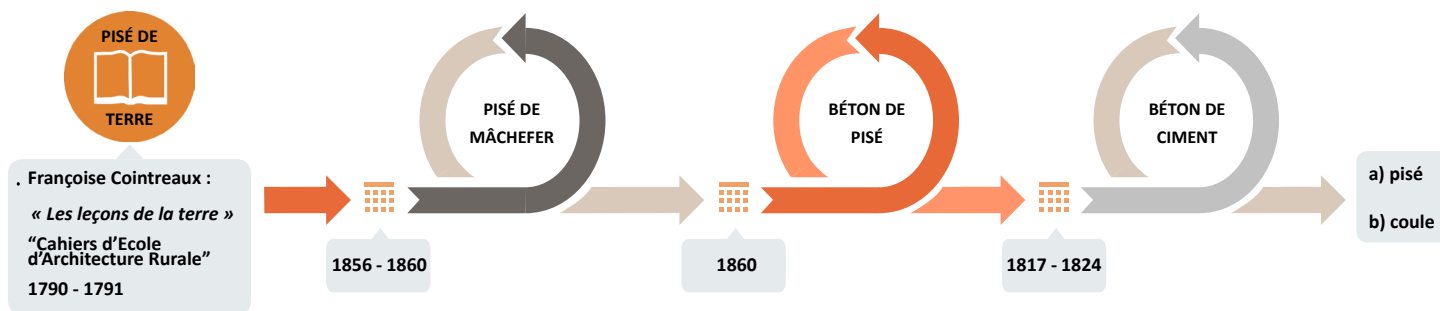 PISÉ DE
TERRE
. Françoise Cointreaux :
« Les leçons de la terre »
“Cahiers d’Ecole
d’Architecture Rurale”
1790 - 1791
1856 - 1860
PISÉ DE
MÂCHEFER
1860
BÉTON DE
PISÉ
1817 - 1824
BÉTON DE
CIMENT
a) pisé
b) coule